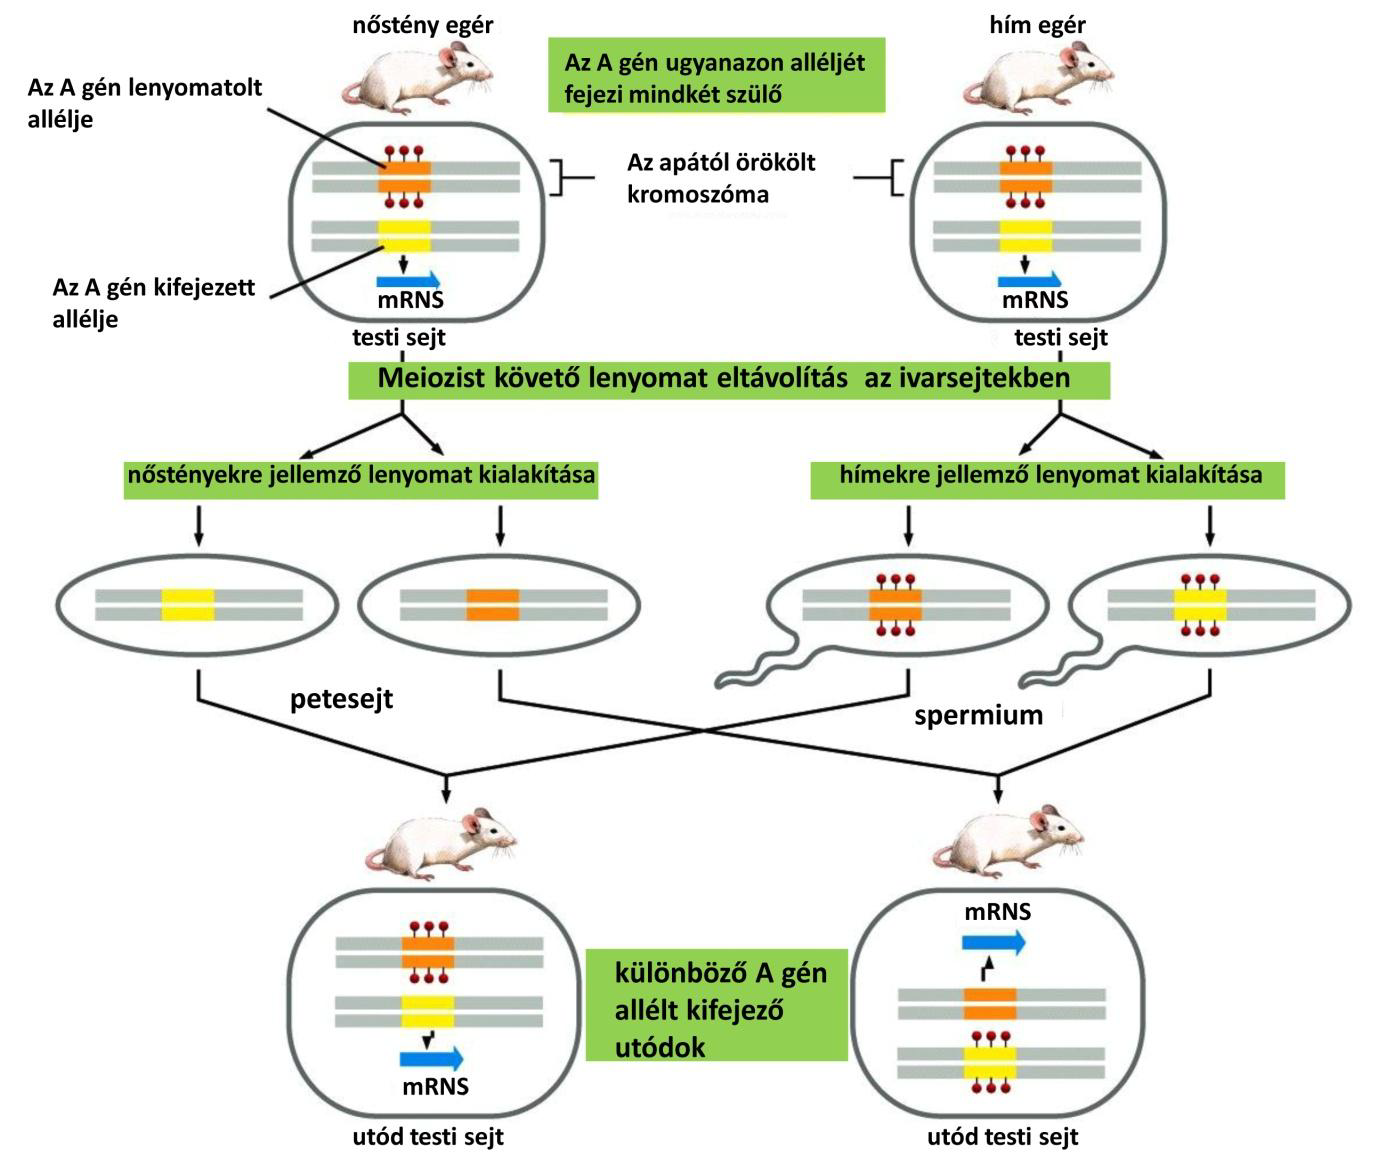 nőstény egér
hím egér
Az A gén ugyanazon alléljét
fejezi mindkét szülő
Az A gén lenyomatolt
allélje
Az apától örökölt
kromoszóma
Az A gén kifejezett
allélje
mRNS
mRNS
testi sejt
testi sejt
Meiozist követő lenyomat eltávolítás az ivarsejtekben
nőstényekre jellemző lenyomat kialakítása
hímekre jellemző lenyomat kialakítása
petesejt
spermium
mRNS
különböző A gén
allélt kifejező
utódok
mRNS
utód testi sejt
utód testi sejt